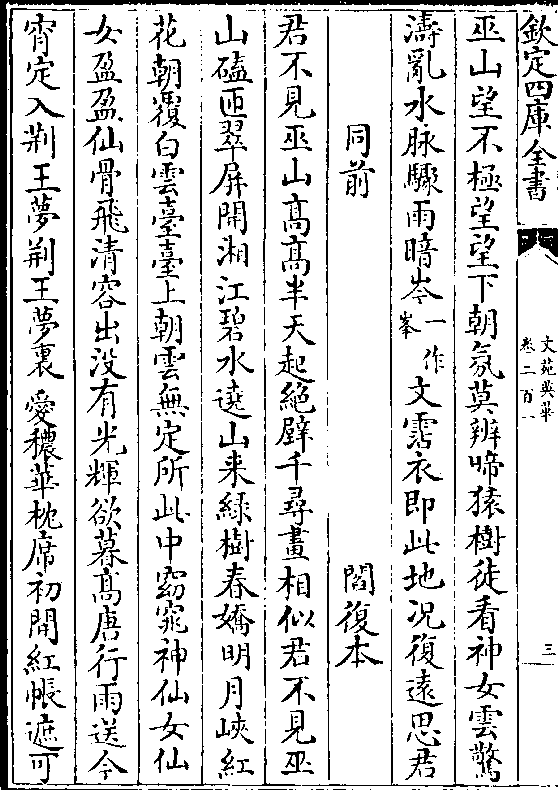 欽定四庫全書
文苑英華
卷二百一
三
巫山望不極望望下朝氛莫辨啼猿樹徒看神女雲驚
濤亂水脉驟雨暗岑一作峯文霑衣即此地况復遠思君
同前
閻復本
君不見巫山高高半天起絶壁千尋畫相似君不見巫
山磕匝翠屏開湘江碧水遶山来緑樹春嬌明月峽紅
花朝覆白雲臺臺上朝雲無定所此中窈窕神仙女仙
女盈盈仙骨飛清容出没有光輝欲暮髙唐行雨送今
宵定入荆王夢荆王夢裏愛穠華枕席初開紅帳遮可